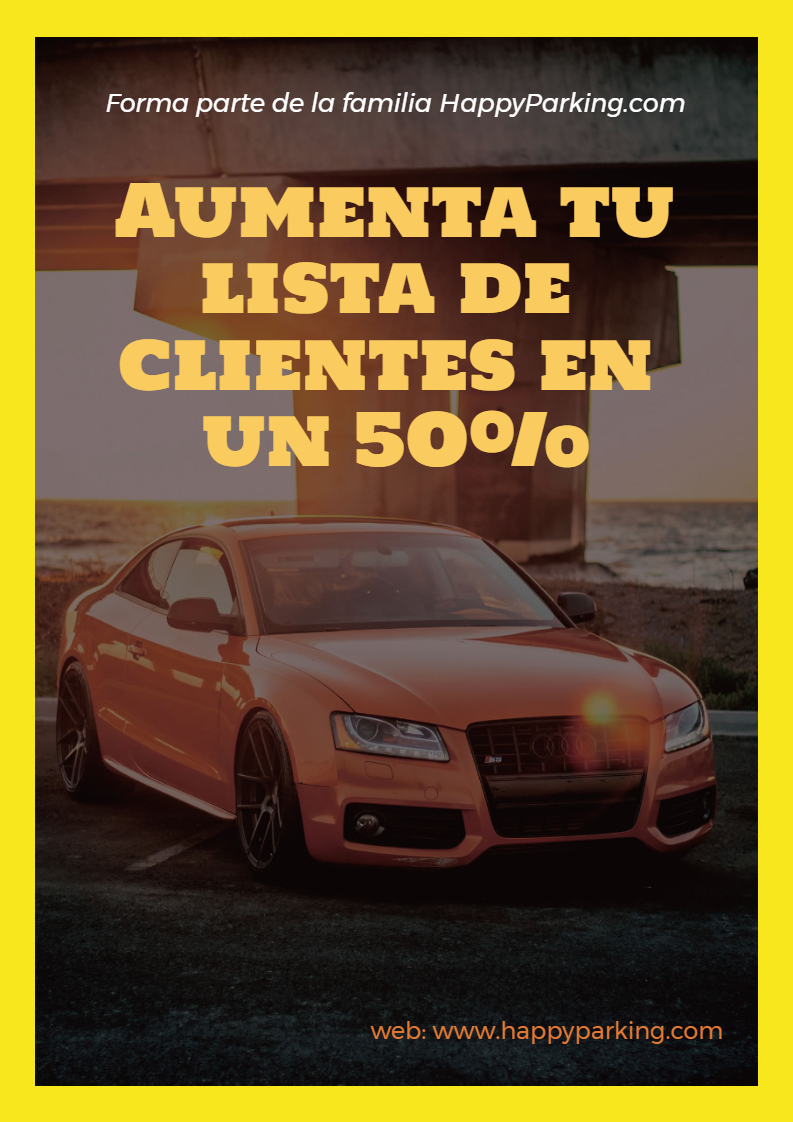 Forma parte de la familia HappyParking.com
Aumenta tu
lista de
clientes en
un 50%
web: www.happyparking.com